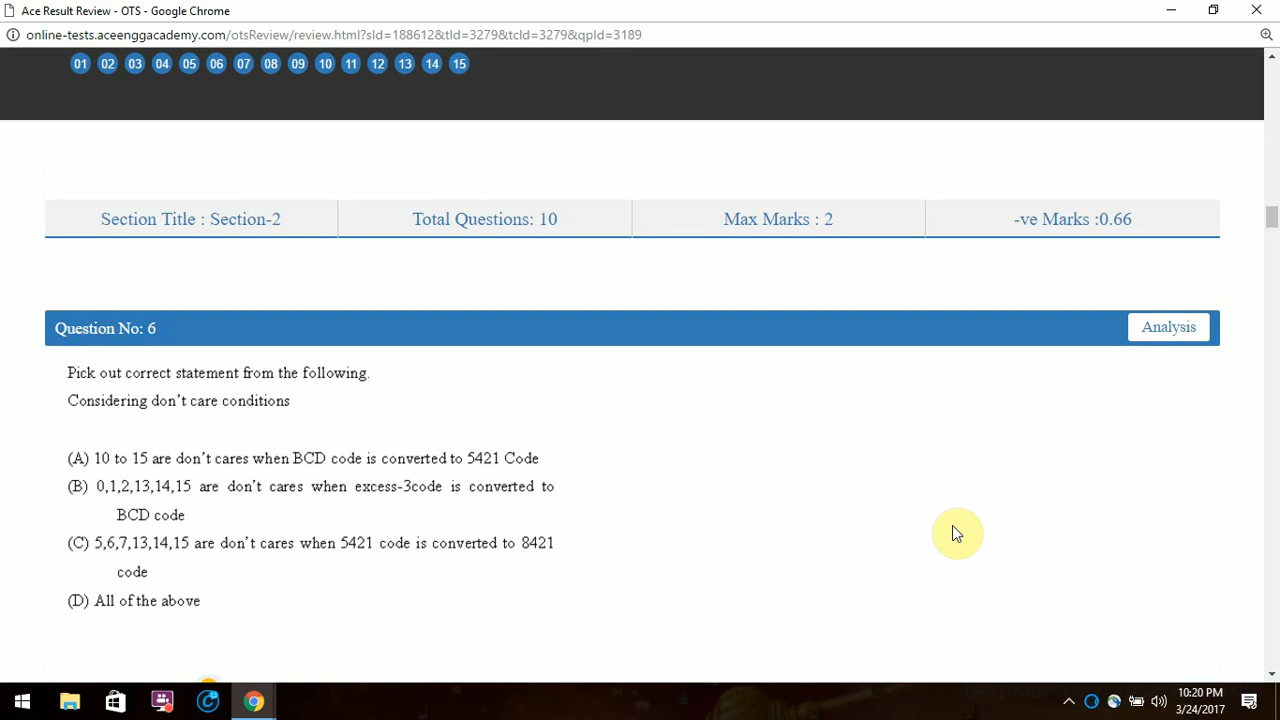 Ace Result Review - OTS - Google Chrome
online-tests.aceenggacademy.com/otsReview/review.html?sId=188612&tId=3279&tcId=3279&qpId=3189
01 02 03 04 05 06 07 08 09 10 11 12 13 14 15
Section Title : Section-2 Total Questions: 10 Max Marks : 2 -ve Marks :0.66
Question No: 6 Analysis
Pick out correct statement from the following.
Considering don't care conditions
(A) 10 to 15 are don't cares when BCD code is converted to 5421 Code
(B) 0,1,2,13,14,15 are don't cares when excess-3code is converted to
BCD code
(C) 5,6,7,13,14,15 are don't cares when 5421 code is converted to 8421
code
(D) All of the above
10:20 PM
3/24/2017